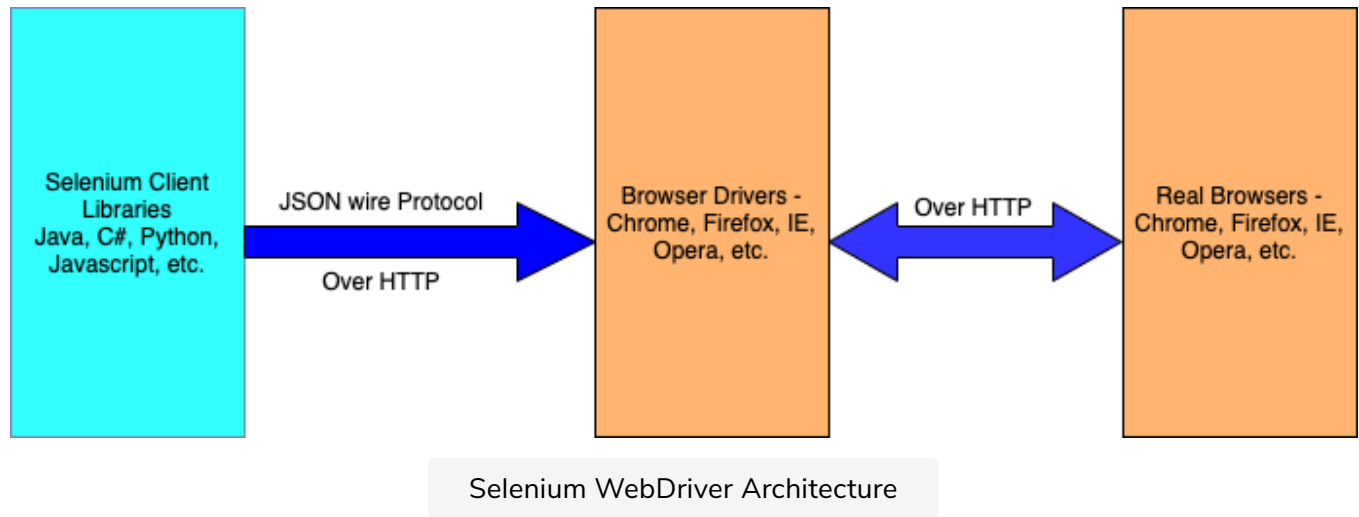 Selenium Client
Libraries
Java, C#, Python,
Javascript, etc.
JSON wire Protocol
Over HTTP
Browser Drivers -
Chrome, Firefox, IE,
Opera, etc.
Over HTTP
Real Browsers -
Chrome, Firefox, IE,
Opera, etc.
Selenium WebDriver Architecture